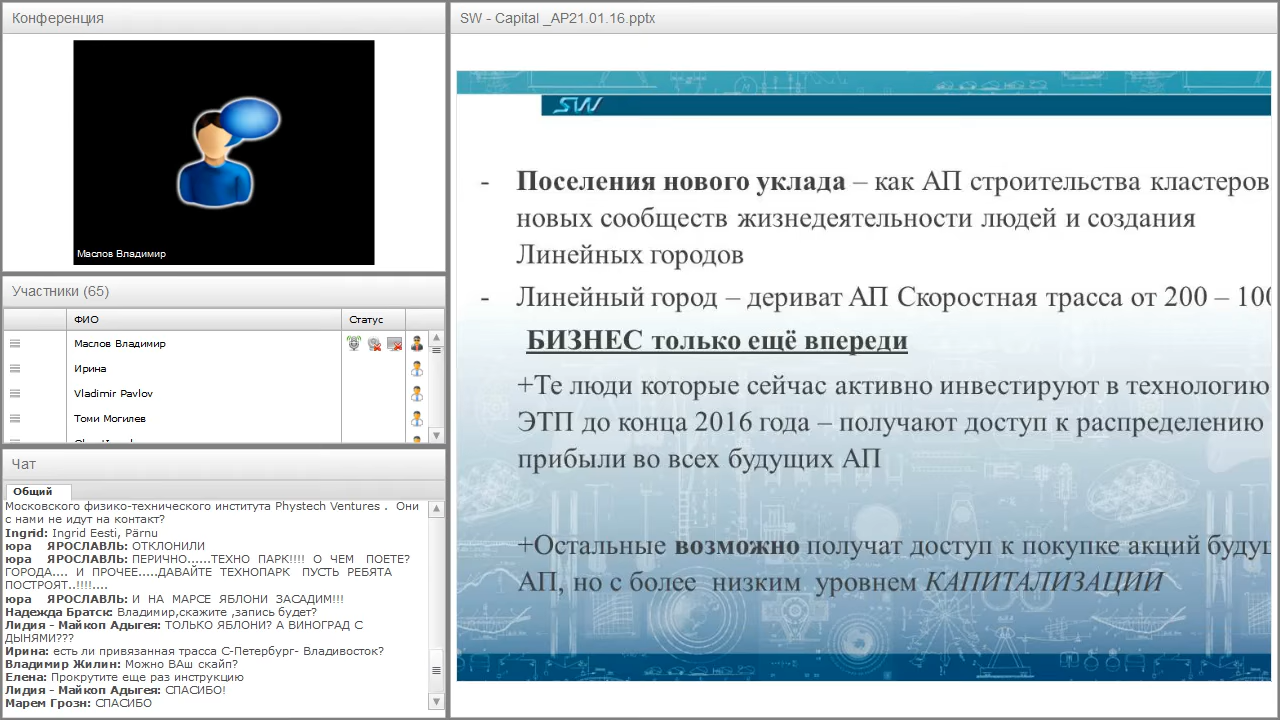 Конференция
Маслов Владимир
Участники (65)
ФИО
Статус
Маслов Владимир
Ирина
Vladimir Pavlov
Томи Могилев
Чат
Общий
Московского физико-технического института Phystech Ventures . Они
с нами не идут на контакт?
Ingrid: Ingrid Eesti, Pärnu
юра ЯРОСЛАВЛЬ: ОТКЛОНИЛИ
юра ЯРОСЛАВЛЬ: ПЕРИЧНО......ТЕХНО ПАРК!!!! О ЧЕМ ПОЕТЕ?
ГОРОДА.... И ПРОЧЕЕ.....ДАВАЙТЕ ТЕХНОПАРК ПУСТЬ РЕБЯТА
ПОСТРОЯТ..!!!!....
юра ЯРОСЛАВЛЬ: И НА МАРСЕ ЯБЛОНИ ЗАСАДИМ!!!
Надежда Братск: Владимир,скажите ,запись будет?
Лидия - Майкоп Адыгея: ТОЛЬКО ЯБЛОНИ? А ВИНОГРАД С
ДЫНЯМИ???
Ирина: есть ли привязанная трасса С-Петербург- Владивосток?
Владимир Жилин: Можно ВАш скайп?
Елена: Прокрутите еще раз инструкцию
Лидия - Майкоп Адыгея: СПАСИБО!
Марем Грозн: СПАСИБО
SW - Capital _AP21.01.16.pptx
SW
- Поселения нового уклада – как АП строительства кластеров
новых сообществ жизнедеятельности людей и создания
Линейных городов
- Линейный город – дериват АП Скоростная трасса от 200 – 100
БИЗНЕС только ещё впереди
+Те люди которые сейчас активно инвестируют в технологию
ЭТП до конца 2016 года – получают доступ к распределению
прибыли во всех будущих АП
+Остальные возможно получат доступ к покупке акций будущ
АП, но с более низким уровнем КАПИТАЛИЗАЦИИ